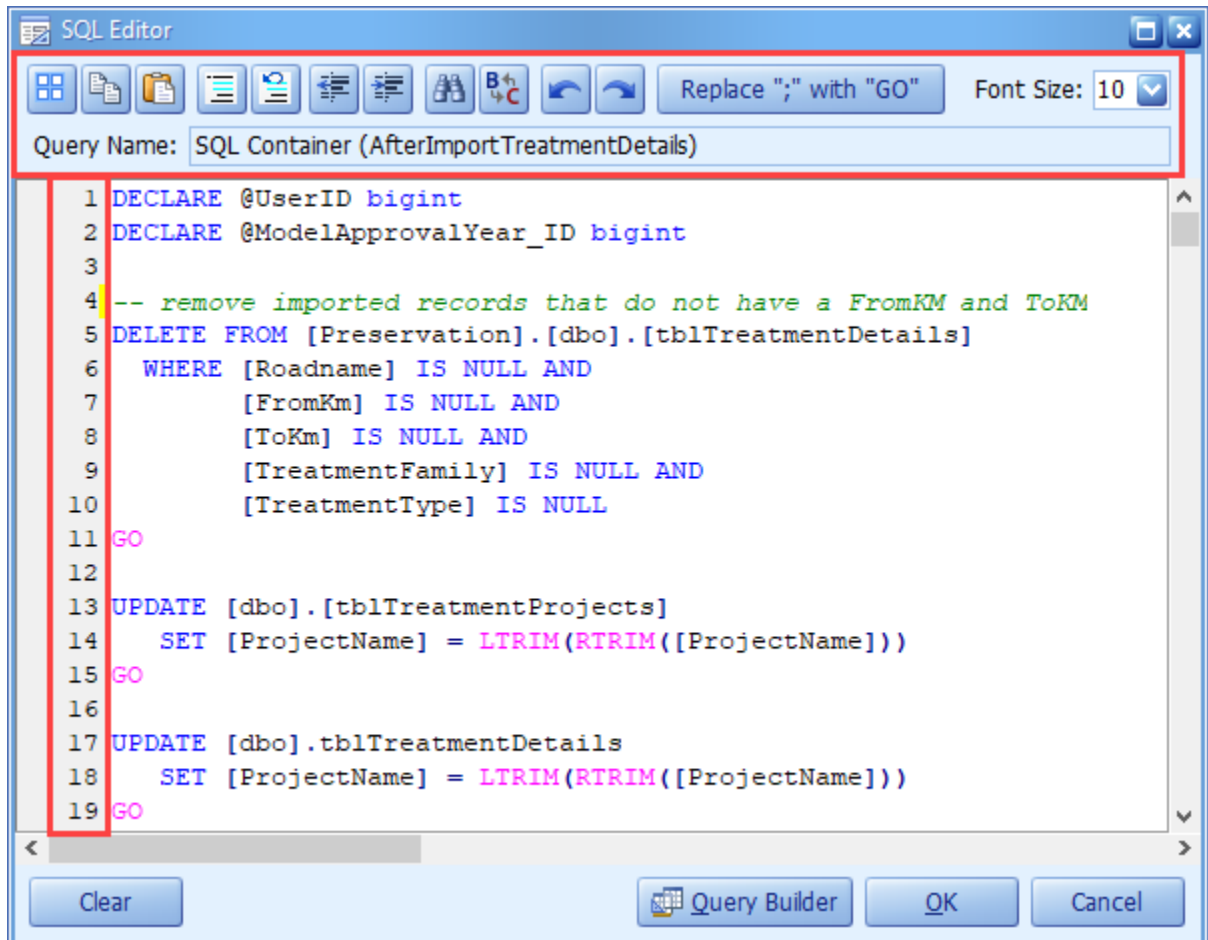 SQL Editor
B C
Replace ";" with "GO" Font Size: 10
Query Name: SQL Container (AfterImportTreatmentDetails)
1 DECLARE @UserID bigint
2 DECLARE @ModelApprovalYear_ID bigint
3
4 -- remove imported records that do not have a FromKM and ToKM
5 DELETE FROM [Preservation].[dbo].[tblTreatmentDetails]
6 WHERE [Roadname] IS NULL AND
7 [FromKm] IS NULL AND
8 [ToKm] IS NULL AND
9 [TreatmentFamily] IS NULL AND
10 [TreatmentType] IS NULL
11 GO
12
13 UPDATE [dbo].[tblTreatmentProjects]
14 SET [ProjectName] = LTRIM(RTRIM([ProjectName]))
15 GO
16
17 UPDATE [dbo].tblTreatmentDetails
18 SET [ProjectName] = LTRIM(RTRIM([ProjectName]))
19 GO
Clear Query Builder OK Cancel